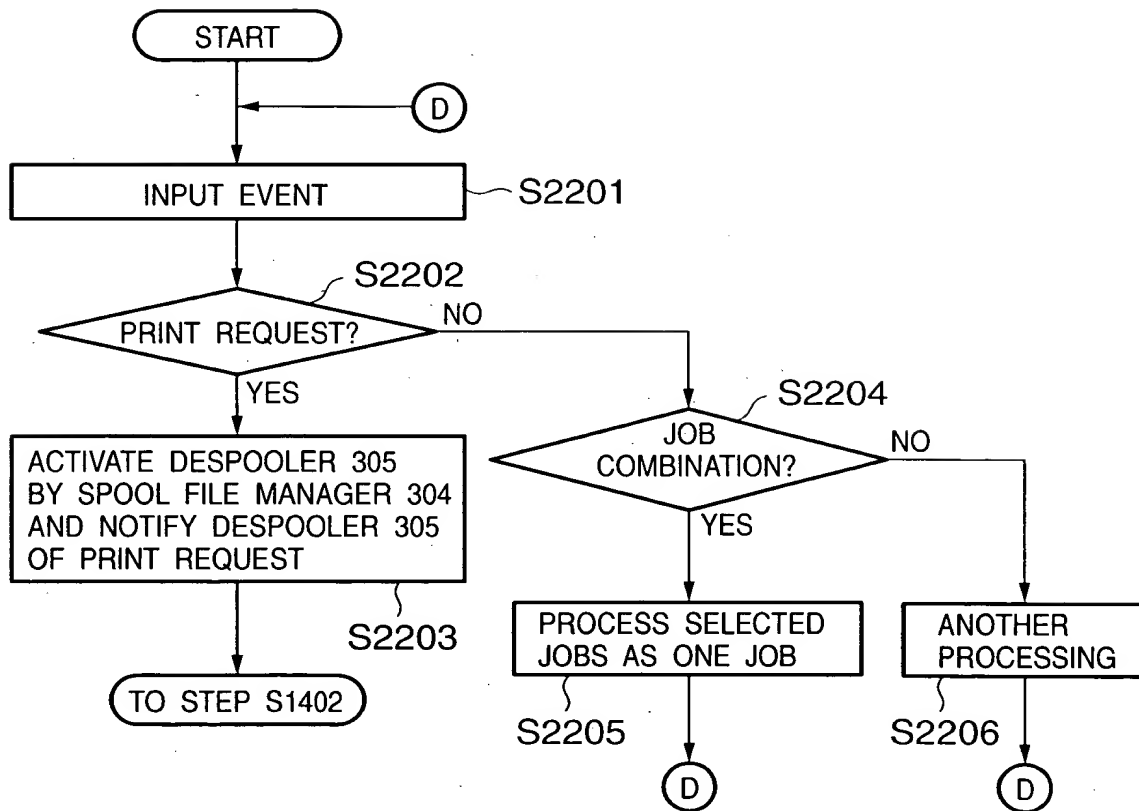 START
D
INPUT EVENT
S2201
S2202
PRINT REQUEST?
NO
YES
S2204
JOB
COMBINATION?
NO
YES
ACTIVATE DESPOOLER 305
BY SPOOL FILE MANAGER 304
AND NOTIFY DESPOOLER 305
OF PRINT REQUEST
S2203
TO STEP S1402
PROCESS SELECTED
JOBS AS ONE JOB
S2205
ANOTHER
PROCESSING
S2206
D
D